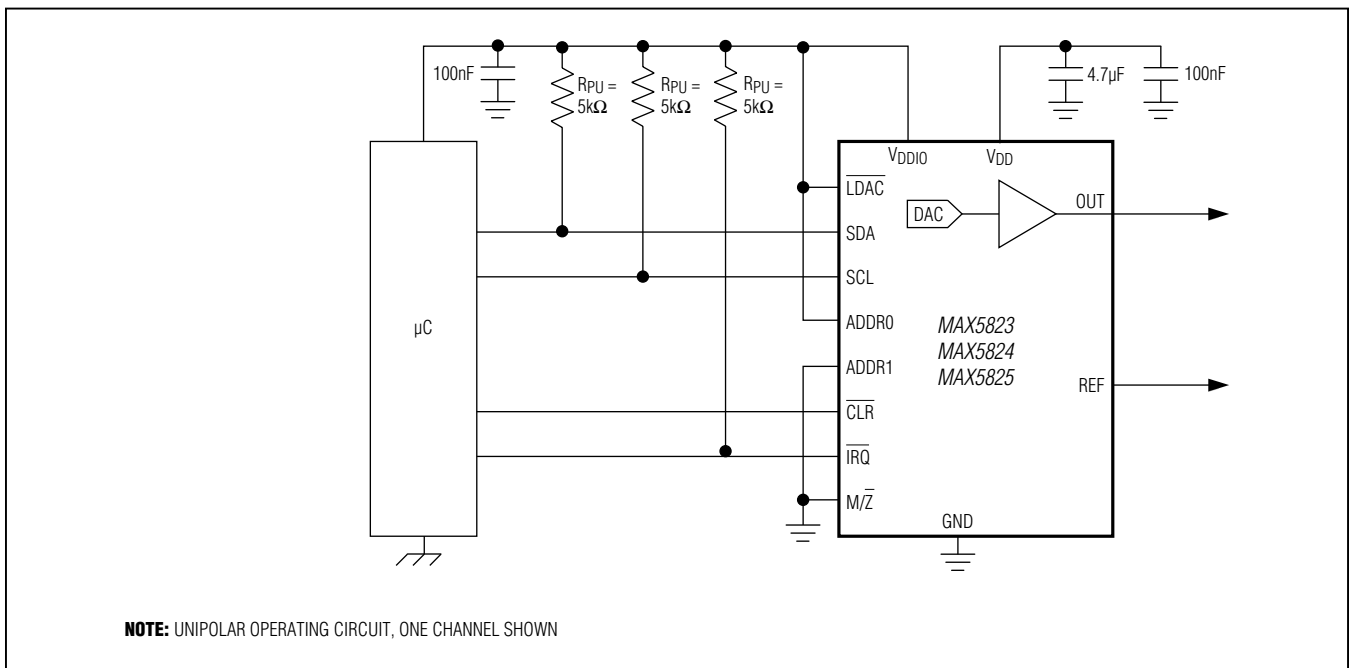 100nF
RPU =
5kΩ
RPU =
5kΩ
RPU =
5kΩ
4.7µF
100nF
µC
VDDIO
VDD
LDAC
SDA
SCL
ADDR0
ADDR1
CLR
IRQ
M/Z
DAC
OUT
MAX5823
MAX5824
MAX5825
REF
GND
NOTE: UNIPOLAR OPERATING CIRCUIT, ONE CHANNEL SHOWN